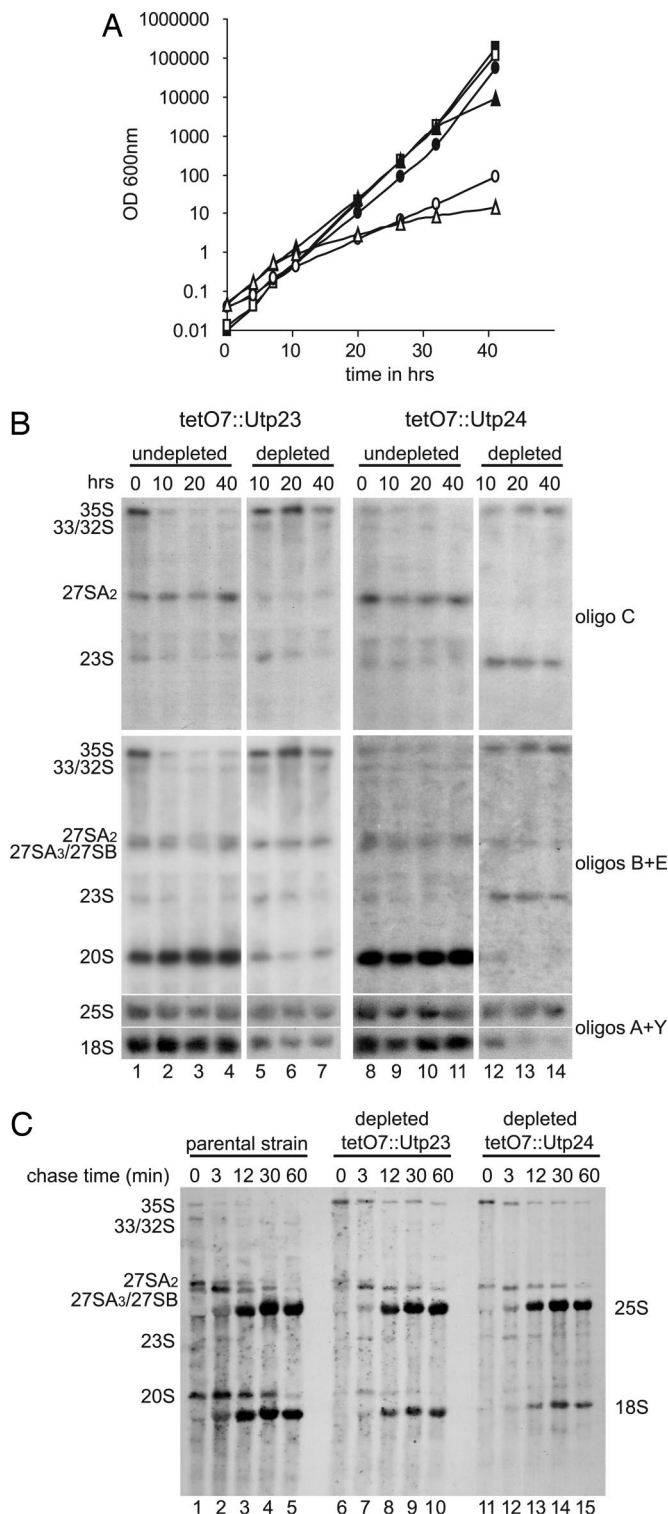 A
1000000
100000
10000
1000
100
10
1
0.1
0.01
OD 600nm
0 10 20 30 40
time in hrs
B
tetO7::Utp23 tetO7::Utp24
undepleted depleted undepleted depleted
hrs 0 10 20 40 10 20 40 0 10 20 40 10 20 40
35S
33/32S
27SA2
23S
oligo C
35S
33/32S
27SA2
27SA3/27SB
23S
20S
oligos B+E
25S
18S
oligos A+Y
1 2 3 4 5 6 7 8 9 10 11 12 13 14
C
parental strain depleted tetO7::Utp23 depleted tetO7::Utp24
chase time (min) 0 3 12 30 60 0 3 12 30 60 0 3 12 30 60
35S
33/32S
27SA2
27SA3/27SB
23S
20S
25S
18S
1 2 3 4 5 6 7 8 9 10 11 12 13 14 15